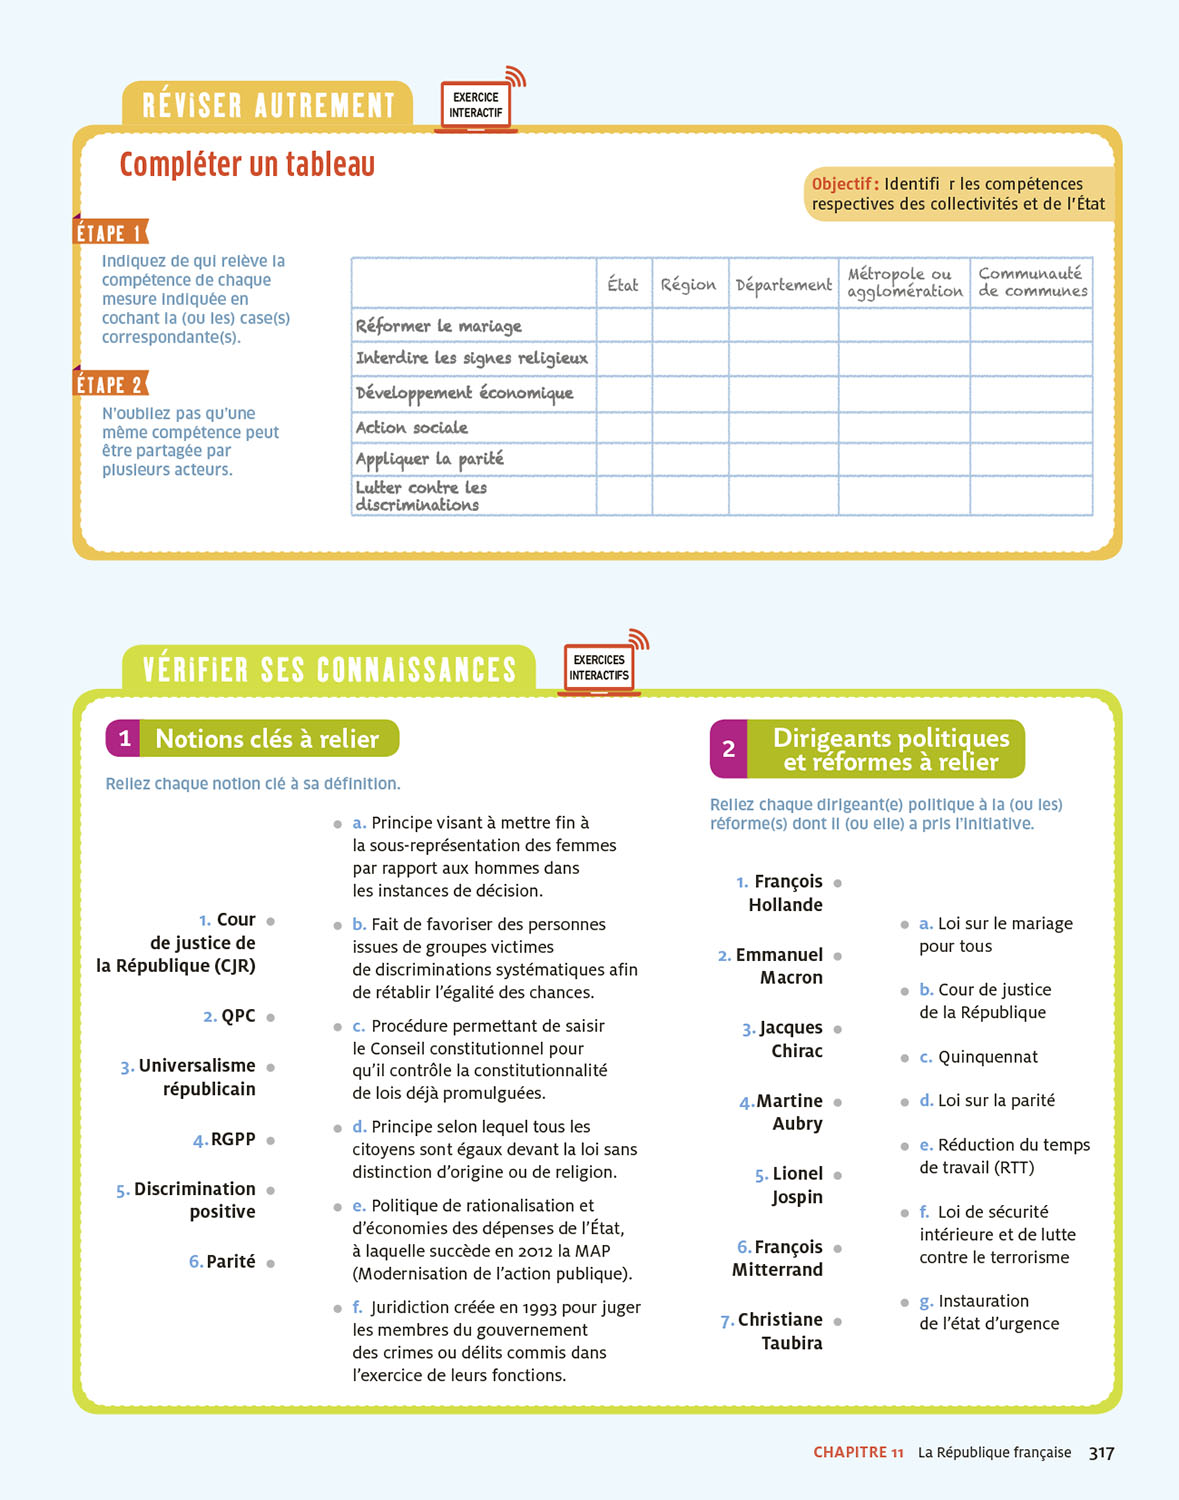 RÉViSER AUTREMENT
EXERCICE
INTERACTIF
Compléter un tableau
Objectif : Identifi r les compétences
respectives des collectivités et de l'État
ÉTAPE 1
Indiquez de qui relève la
compétence de chaque
mesure indiquée en
cochant la (ou les) case(s)
correspondante(s).
ÉTAPE 2
N'oubliez pas qu'une
même compétence peut
être partagée par
plusieurs acteurs.
État
Région
Département
Métropole ou
agglomération
Communauté
de communes
Réformer le mariage
Interdire les signes religieux
Développement économique
Action sociale
Appliquer la parité
Lutter contre les
discriminations
VÉRiFiER SES CONNAiSSANCES
EXERCICES
INTERACTIFS
1 Notions clés à relier
Reliez chaque notion clé à sa définition.
1. Cour
de justice de
la République (CJR)
2. QPC
3. Universalisme
républicain
4. RGPP
5. Discrimination
positive
6. Parité
a. Principe visant à mettre fin à
la sous-représentation des femmes
par rapport aux hommes dans
les instances de décision.
b. Fait de favoriser des personnes
issues de groupes victimes
de discriminations systématiques afin
de rétablir l'égalité des chances.
c. Procédure permettant de saisir
le Conseil constitutionnel pour
qu'il contrôle la constitutionnalité
de lois déjà promulguées.
d. Principe selon lequel tous les
citoyens sont égaux devant la loi sans
distinction d'origine ou de religion.
e. Politique de rationalisation et
d'économies des dépenses de l'État,
à laquelle succède en 2012 la MAP
(Modernisation de l'action publique).
f. Juridiction créée en 1993 pour juger
les membres du gouvernement
des crimes ou délits commis dans
l'exercice de leurs fonctions.
2 Dirigeants politiques
et réformes à relier
Reliez chaque dirigeant(e) politique à la (ou les)
réforme(s) dont il (ou elle) a pris l'initiative.
1. François
Hollande
2. Emmanuel
Macron
3. Jacques
Chirac
4. Martine
Aubry
5. Lionel
Jospin
6. François
Mitterrand
7. Christiane
Taubira
a. Loi sur le mariage
pour tous
b. Cour de justice
de la République
c. Quinquennat
d. Loi sur la parité
e. Réduction du temps
de travail (RTT)
f. Loi de sécurité
intérieure et de lutte
contre le terrorisme
g. Instauration
de l'état d'urgence
CHAPITRE 11 La République française 317